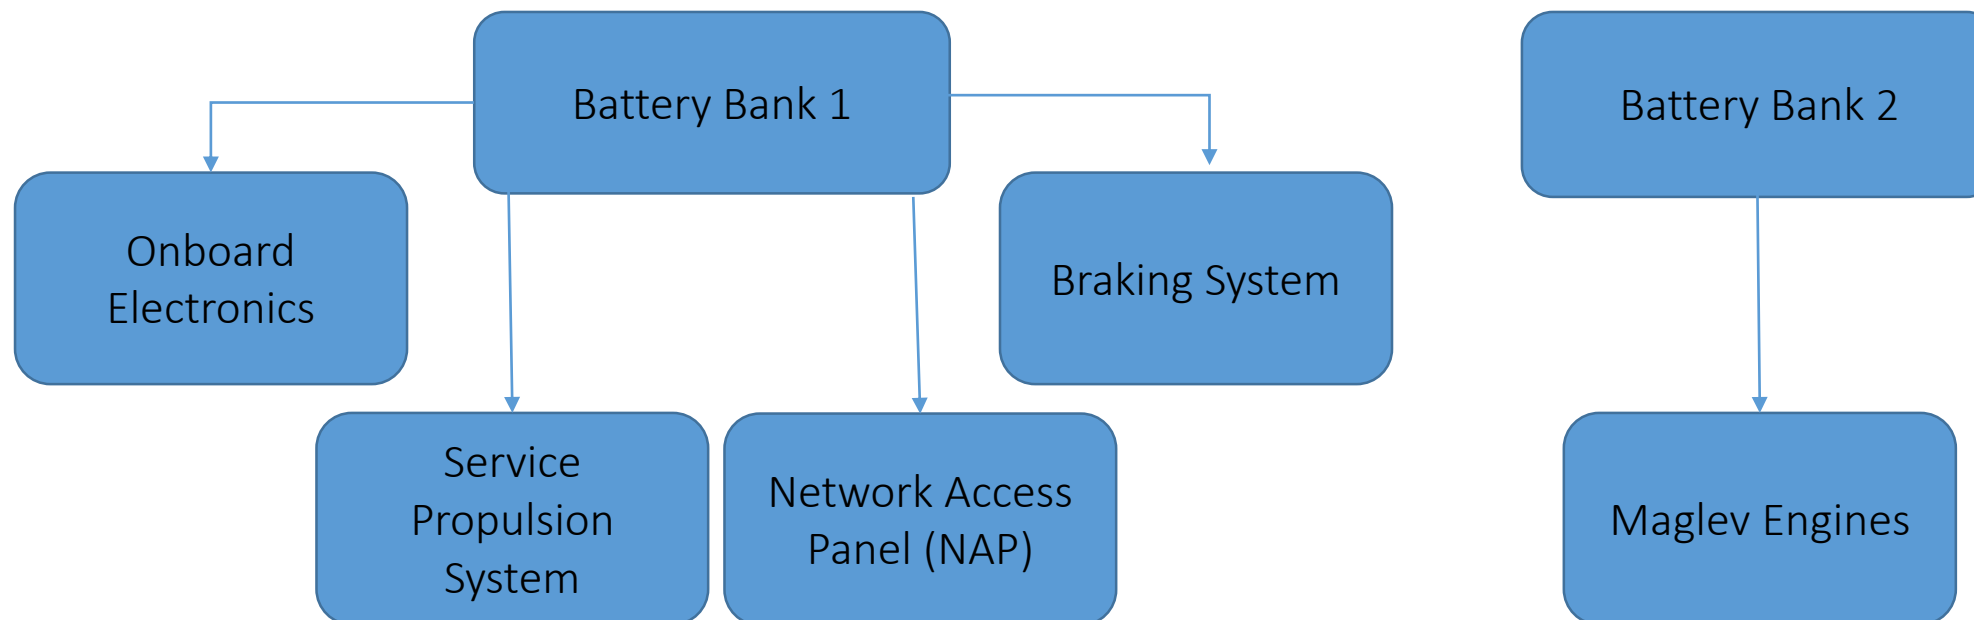 Battery Bank 1
Battery Bank 2
Onboard
Electronics
Braking System
Service
Propulsion
System
Network Access
Panel (NAP)
Maglev Engines